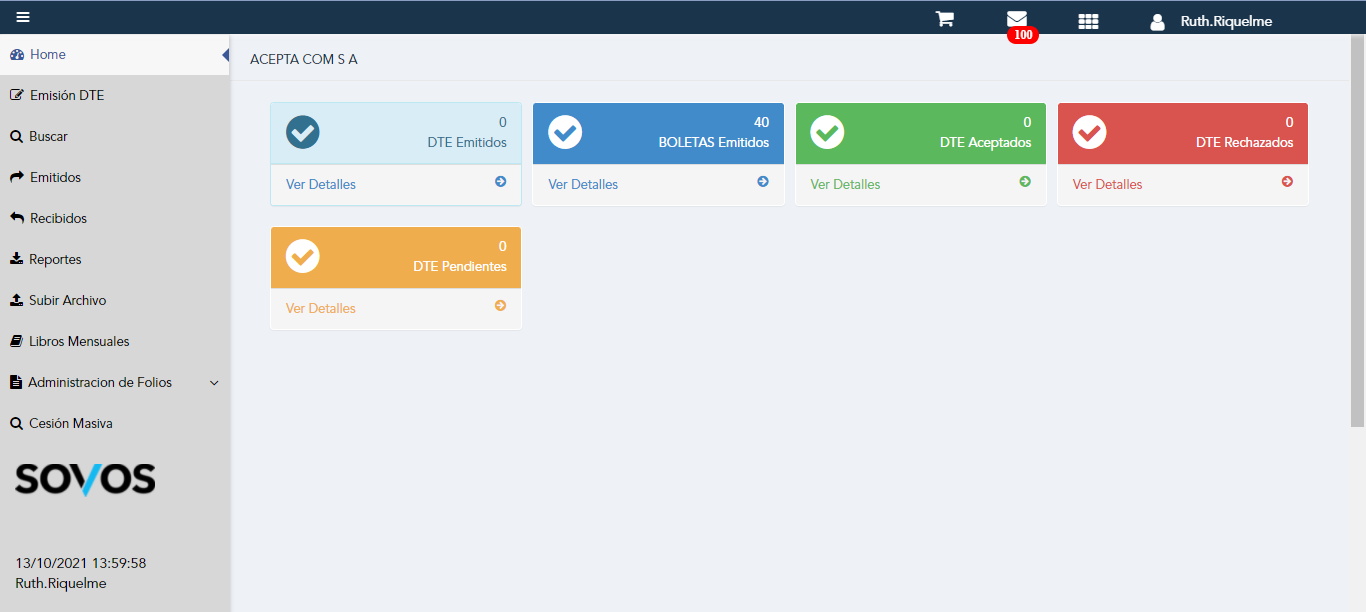 Ruth.Riquelme
100
Home
Emisión DTE
Buscar
Emitidos
Recibidos
Reportes
Subir Archivo
Libros Mensuales
Administracion de Folios
Cesión Masiva
SOVOS
13/10/2021 13:59:58
Ruth.Riquelme
ACEPTA COM S A
0
DTE Emitidos
Ver Detalles
40
BOLETAS Emitidos
Ver Detalles
0
DTE Aceptados
Ver Detalles
0
DTE Rechazados
Ver Detalles
0
DTE Pendientes
Ver Detalles